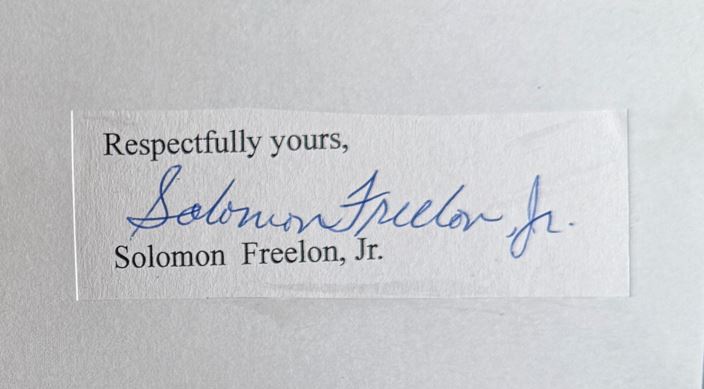 Respectfully yours,
Solomon Freelon, Jr.
Solomon Freelon, Jr.